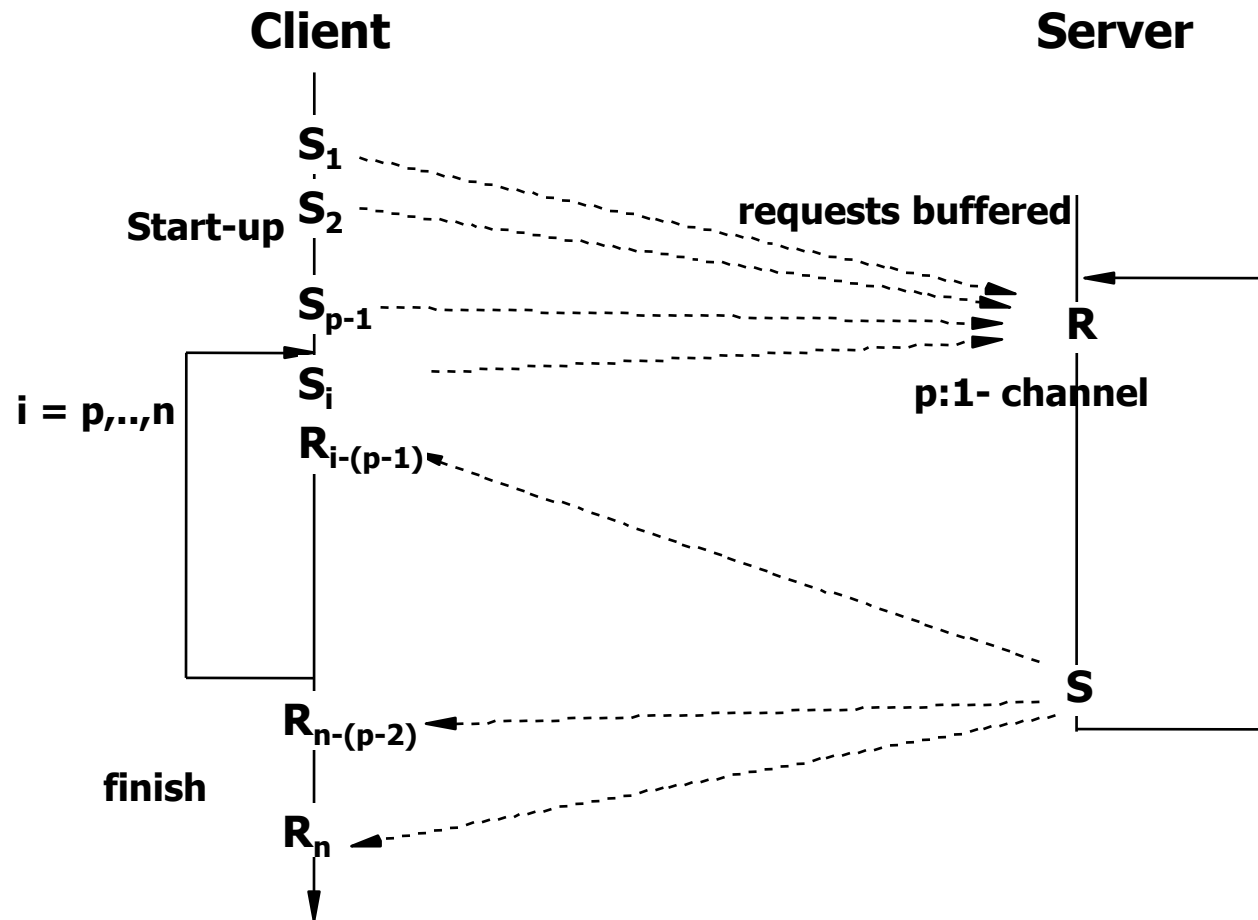 Client
Server
S₁
Start-up
S₂
requests buffered
Sₚ₋₁
R
Sᵢ
p:1- channel
i = p,..,n
Rᵢ₋₍ₚ₋₁₎
S
Rₙ₋₍ₚ₋₂₎
finish
Rₙ